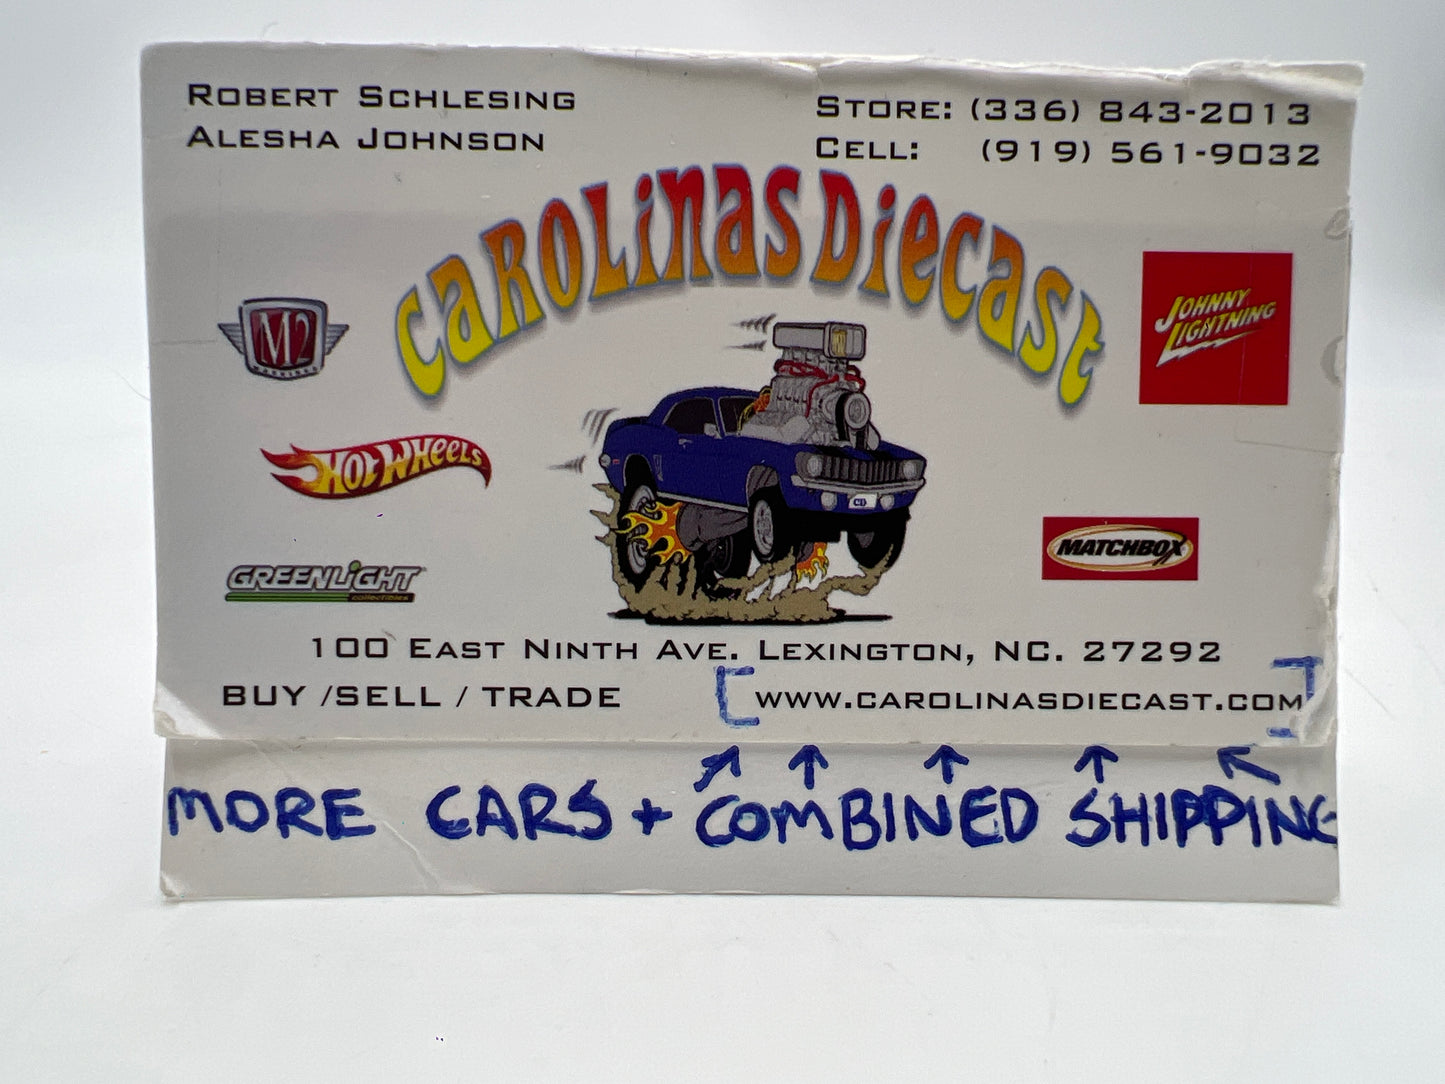 ROBERT SCHLESING
ALESHA JOHNSON
STORE: (336) 843-2013
CELL: (919) 561-9032
CAROLINAS DIECAST
M2
MACHINES
JOHNNY
LIGHTNING
HOT WHEELS
MATCHBOX
GREENLIGHT
collectibles
100 EAST NINTH AVE. LEXINGTON, NC. 27292
BUY /SELL / TRADE
WWW.CAROLINASDIECAST.COM
MORE CARS + COMBINED SHIPPING